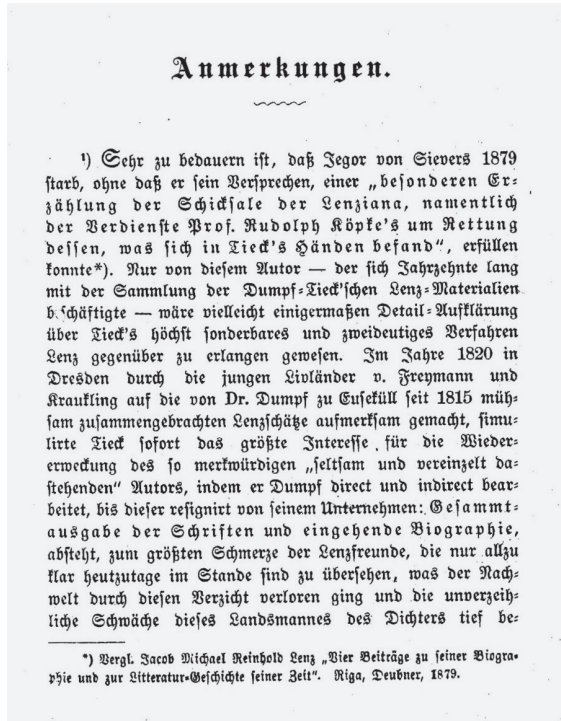 Anmerkungen.
¹) Sehr zu bedauern ist, daß Jegor von Sievers 1879
starb, ohne daß er sein Versprechen, einer „besonderen Er-
zählung der Schicksale der Lenziana, namentlich
der Verdienste Prof. Rudolph Köpke's um Rettung
dessen, was sich in Tieck's Händen befand", erfüllen
konnte*). Nur von diesem Autor — der sich Jahrzehnte lang
mit der Sammlung der Dumpf-Tieck'schen Lenz-Materialien
beschäftigte — wäre vielleicht einigermaßen Detail-Aufklärung
über Tieck's höchst sonderbares und zweideutiges Verfahren
Lenz gegenüber zu erlangen gewesen. Im Jahre 1820 in
Dresden durch die jungen Livländer v. Freymann und
Kraukling auf die von Dr. Dumpf zu Euseküll seit 1815 müh-
sam zusammengebrachten Lenzschätze aufmerksam gemacht, simu-
lirte Tieck sofort das größte Interesse für die Wieder-
erweckung des so merkwürdigen „seltsam und vereinzelt da-
stehenden" Autors, indem er Dumpf direct und indirect bear-
beitet, bis dieser resignirt von seinem Unternehmen: Gesammt-
ausgabe der Schriften und eingehende Biographie,
absteht, zum größten Schmerze der Lenzfreunde, die nur allzu
klar heutzutage im Stande sind zu übersehen, was der Nach-
welt durch diesen Verzicht verloren ging und die unverzeih-
liche Schwäche dieses Landsmannes des Dichters tief be-
*) Vergl. Jacob Michael Reinhold Lenz „Vier Beiträge zu seiner Biogra-
phie und zur Litteratur-Geschichte seiner Zeit". Riga, Deubner, 1879.